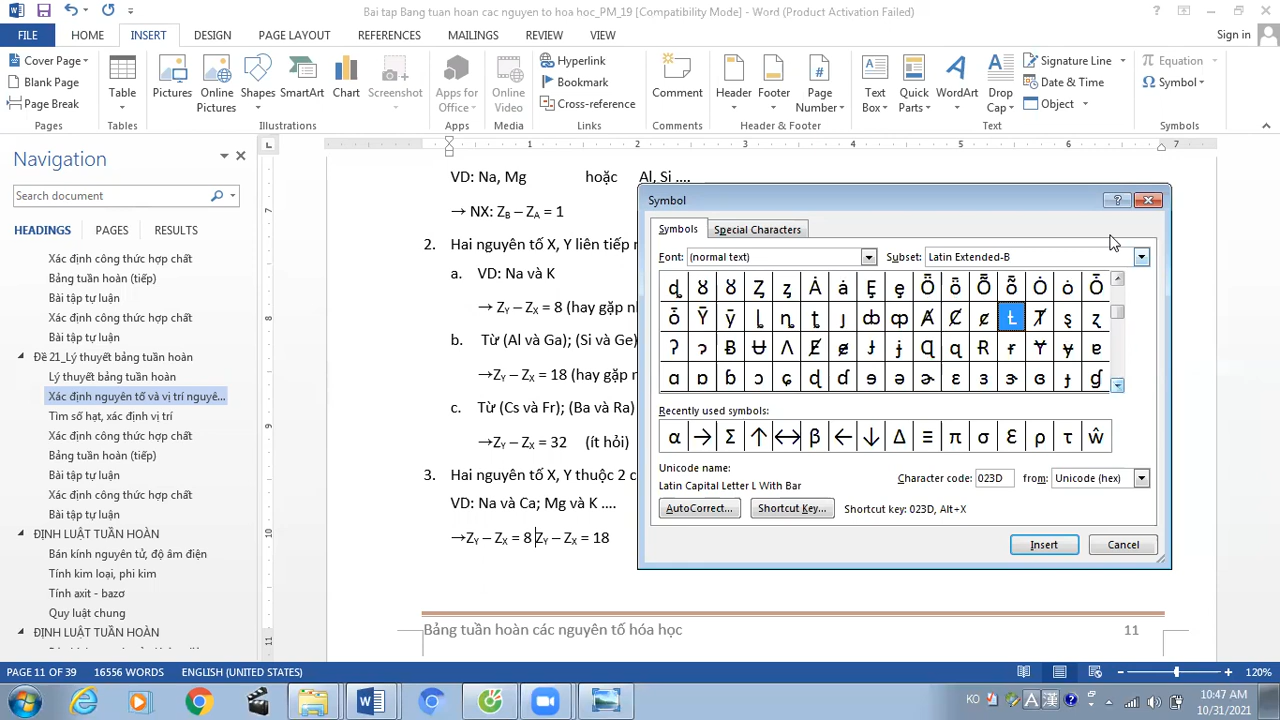 Bai tap Bang tuan hoan cac nguyen to hoa hoc_PM_19 [Compatibility Mode] - Word (Product Activation Failed)
FILE HOME INSERT DESIGN PAGE LAYOUT REFERENCES MAILINGS REVIEW VIEW Sign in
Cover Page
Blank Page
Page Break
Pages
Table
Tables
Pictures
Online Pictures
Shapes
SmartArt
Chart
Screenshot
Illustrations
Apps for Office
Apps
Online Video
Media
Hyperlink
Bookmark
Cross-reference
Links
Comment
Comments
Header
Footer
Page Number
Header & Footer
Text Box
Quick Parts
WordArt
Drop Cap
Signature Line
Date & Time
Object
Text
Equation
Symbol
Symbols
Navigation
Search document
HEADINGS PAGES RESULTS
Xác định công thức hợp chất
Bảng tuần hoàn (tiếp)
Bài tập tự luận
Xác định công thức hợp chất
Bài tập tự luận
Đề 21_Lý thuyết bảng tuần hoàn
Lý thuyết bảng tuần hoàn
Xác định nguyên tố và vị trí nguyê...
Tìm số hạt, xác định vị trí
Xác định công thức hợp chất
Bảng tuần hoàn (tiếp)
Bài tập tự luận
Xác định công thức hợp chất
Bài tập tự luận
ĐỊNH LUẬT TUẦN HOÀN
Bán kính nguyên tử, độ âm điện
Tính kim loại, phi kim
Tính axit - bazơ
Quy luật chung
ĐỊNH LUẬT TUẦN HOÀN
1 2 3 4 5 6 7
7
8
9
10
11
VD: Na, Mg hoặc Al, Si ....
→ NX: ZB – ZA = 1
2. Hai nguyên tố X, Y liên tiếp
a. VD: Na và K
→ ZY – ZX = 8 (hay gặp
b. Từ (Al và Ga); (Si và Ge)
→ZY – ZX = 18 (hay gặp
c. Từ (Cs và Fr); (Ba và Ra)
→ZY – ZX = 32 (ít hỏi)
3. Hai nguyên tố X, Y thuộc 2
VD: Na và Ca; Mg và K ....
→ZY – ZX = 8 ZY – ZX = 18
Bảng tuần hoàn các nguyên tố hóa học 11
Symbol
Symbols Special Characters
Font: (normal text) Subset: Latin Extended-B
ȡ Ȣ ȣ Ȥ ȥ Ȧ ȧ Ȩ ȩ Ȫ ȫ Ȭ ȭ Ȯ ȯ Ȱ
ȱ Ȳ ȳ ȴ ȵ ȶ ȷ ȸ ȹ Ⱥ Ȼ ȼ Ƚ Ⱦ ȿ ɀ
Ɂ ɂ Ƀ Ʉ Ʌ Ɇ ɇ Ɉ ɉ Ɋ ɋ Ɍ ɍ Ɏ ɏ ɐ
ɑ ɒ ɓ ɔ ɕ ɖ ɗ ɘ ə ɚ ɛ ɜ ɝ ɞ ɟ ɠ
Recently used symbols:
α → Σ ↑ ↔ β ← ↓ Δ ≡ π σ Ɛ ρ τ ŵ
Unicode name:
Latin Capital Letter L With Bar
Character code: 023D from: Unicode (hex)
AutoCorrect... Shortcut Key... Shortcut key: 023D, Alt+X
Insert Cancel
PAGE 11 OF 39 16556 WORDS ENGLISH (UNITED STATES) 120%
KO A 漢 10:47 AM
10/31/2021